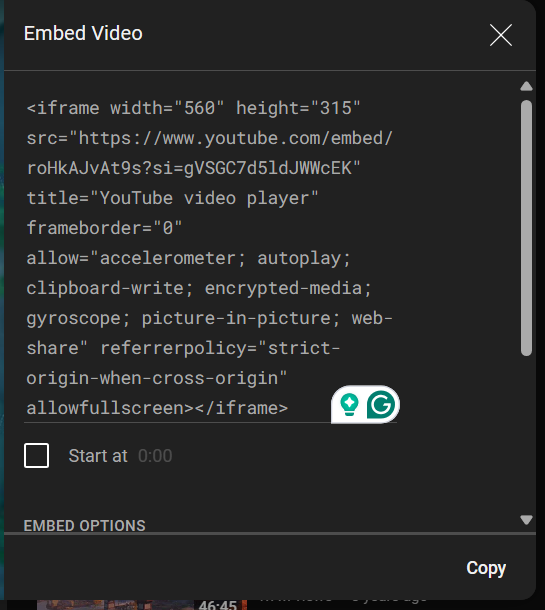 Embed Video
<iframe width="560" height="315"
src="https://www.youtube.com/embed/
roHkAJvAt9s?si=gVSGC7d5ldJWWcEK"
title="YouTube video player"
frameborder="0"
allow="accelerometer; autoplay;
clipboard-write; encrypted-media;
gyroscope; picture-in-picture; web-
share" referrerpolicy="strict-
origin-when-cross-origin"
allowfullscreen></iframe>
Start at 0:00
EMBED OPTIONS
Copy
46:45